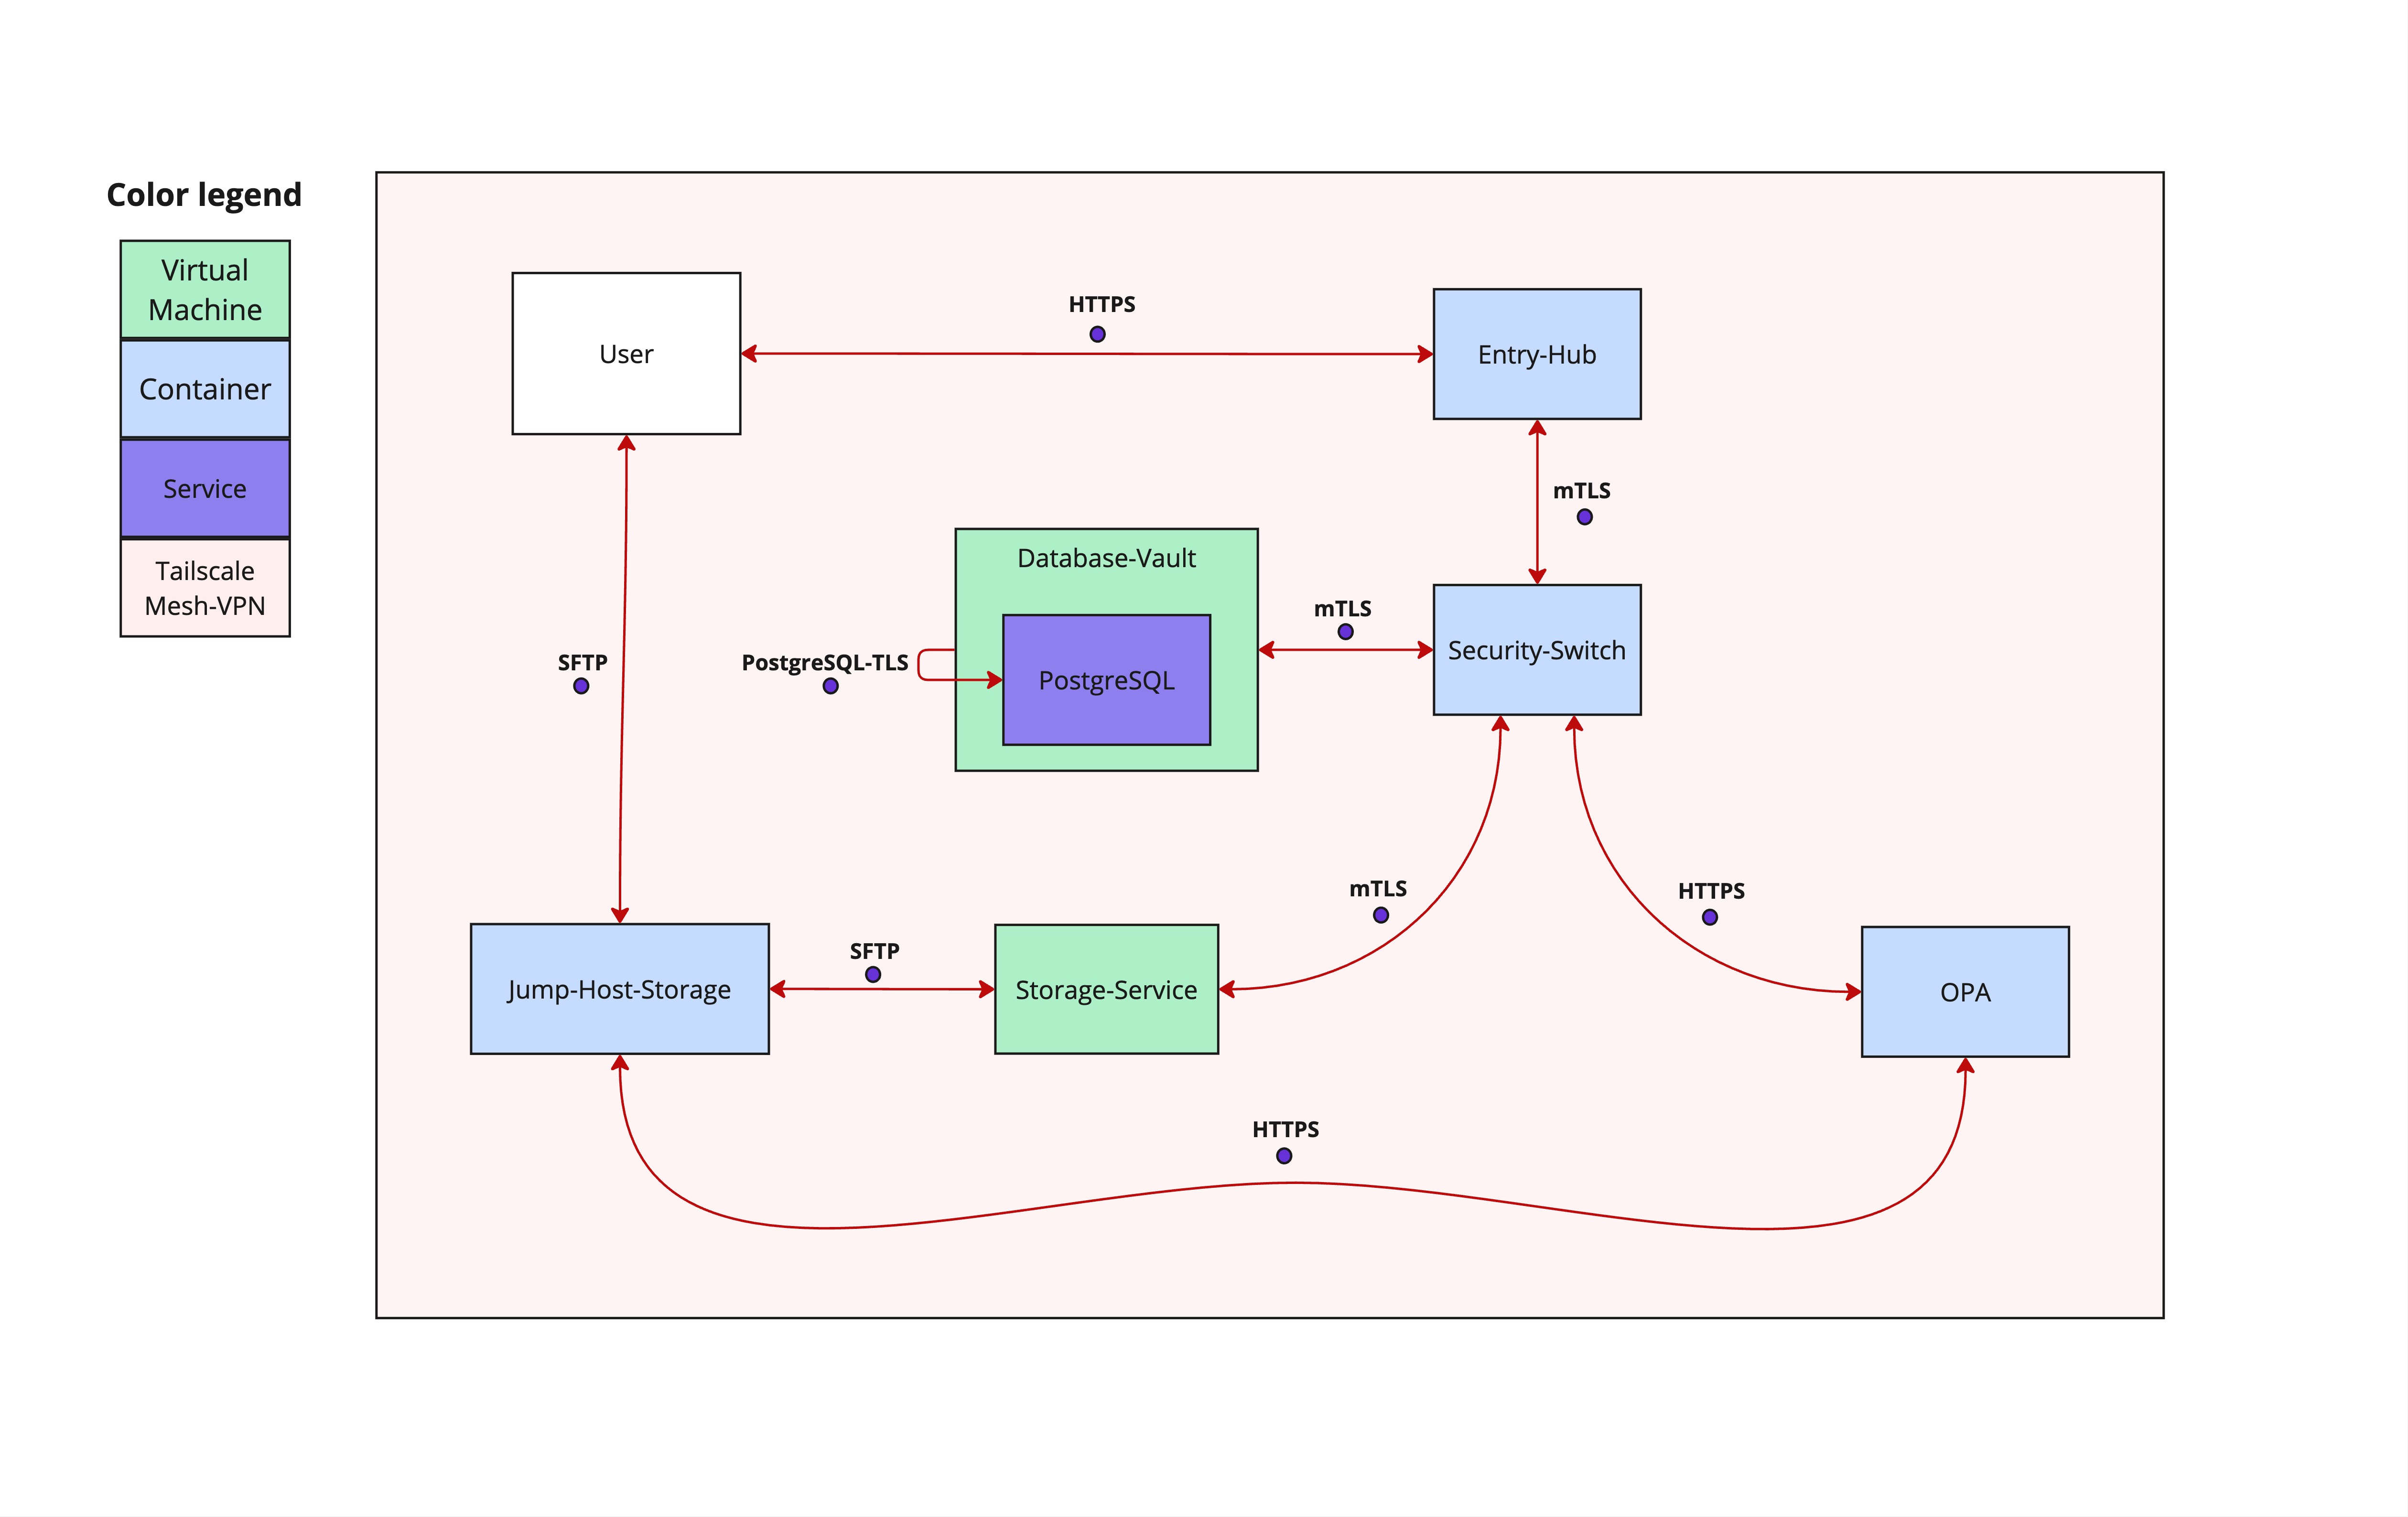 Color legend
Virtual
Machine
Container
Service
Tailscale
Mesh-VPN
User
HTTPS
Entry-Hub
mTLS
Database-Vault
mTLS
Security-Switch
SFTP
PostgreSQL-TLS
PostgreSQL
mTLS
HTTPS
Jump-Host-Storage
SFTP
Storage-Service
OPA
HTTPS